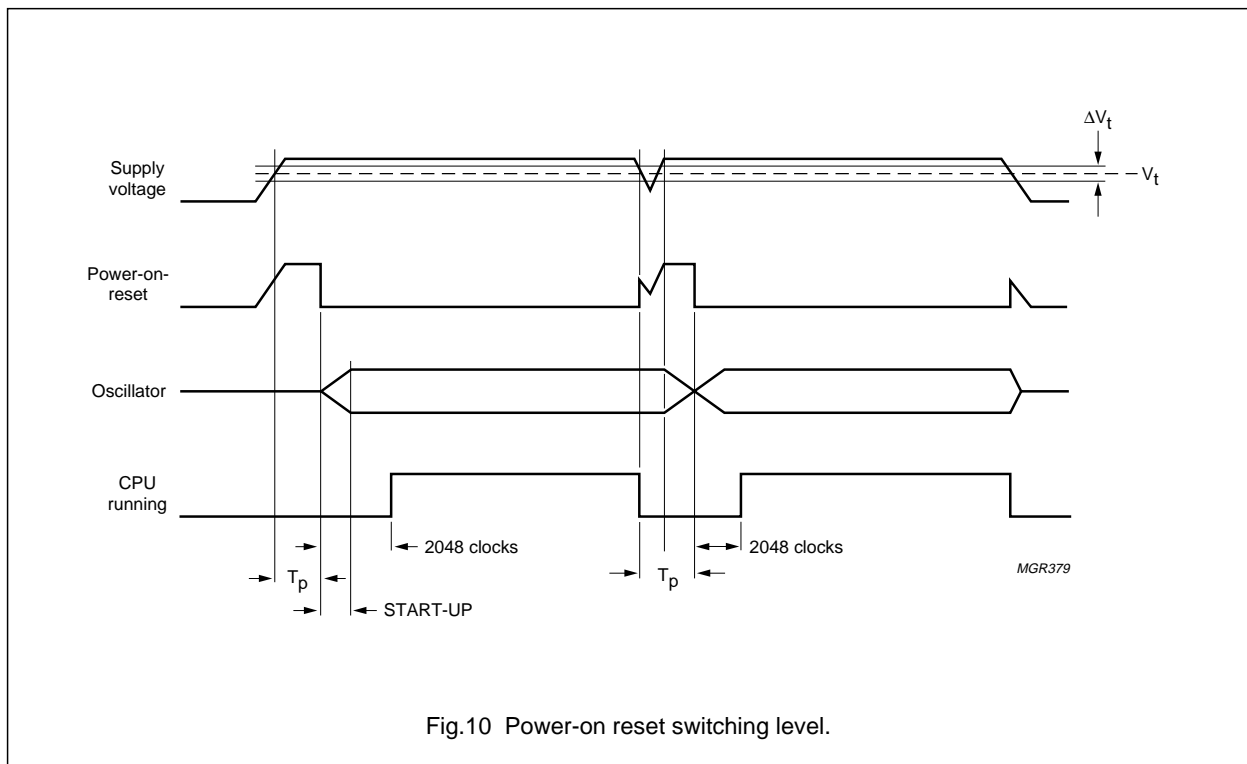 ΔVt
Supply
voltage
Vt
Power-on-
reset
Oscillator
CPU
running
2048 clocks
2048 clocks
Tp
Tp
MGR379
START-UP
Fig.10 Power-on reset switching level.